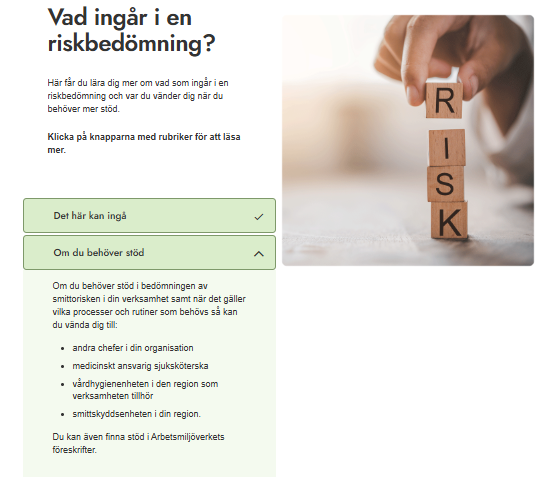 Vad ingår i en
riskbedömning?
Här får du lära dig mer om vad som ingår i en
riskbedömning och var du vänder dig när du
behöver mer stöd.
Klicka på knapparna med rubriker för att läsa
mer.
Det här kan ingå
Om du behöver stöd
Om du behöver stöd i bedömningen av
smittorisken i din verksamhet samt när det gäller
vilka processer och rutiner som behövs så kan
du vända dig till:
andra chefer i din organisation
medicinskt ansvarig sjuksköterska
vårdhygienenheten i den region som
verksamheten tillhör
smittskyddsenheten i din region.
Du kan även finna stöd i Arbetsmiljöverkets
föreskrifter.
R
I
S
K